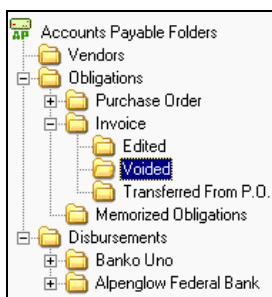 AP Accounts Payable Folders
Vendors
Obligations
Purchase Order
Invoice
Edited
Voided
Transferred From P.O.
Memorized Obligations
Disbursements
Banko Uno
Alpenglow Federal Bank